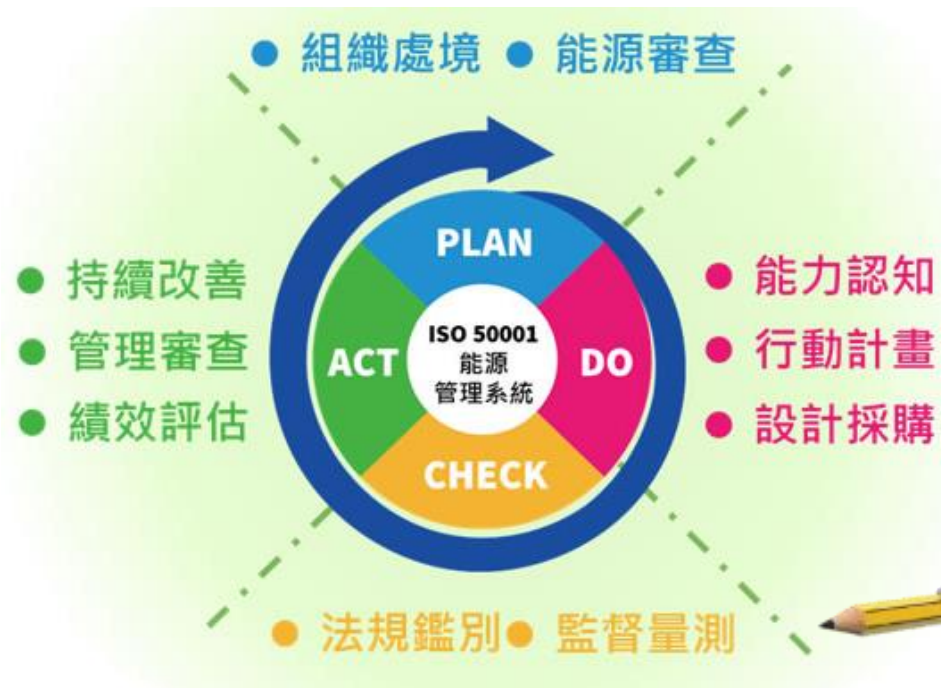 ● 組織處境 ● 能源審查
PLAN
● 持續改善
● 管理審查
● 績效評估
ACT
ISO 50001
能源
管理系統
DO
● 能力認知
● 行動計畫
● 設計採購
CHECK
● 法規鑑別● 監督量測